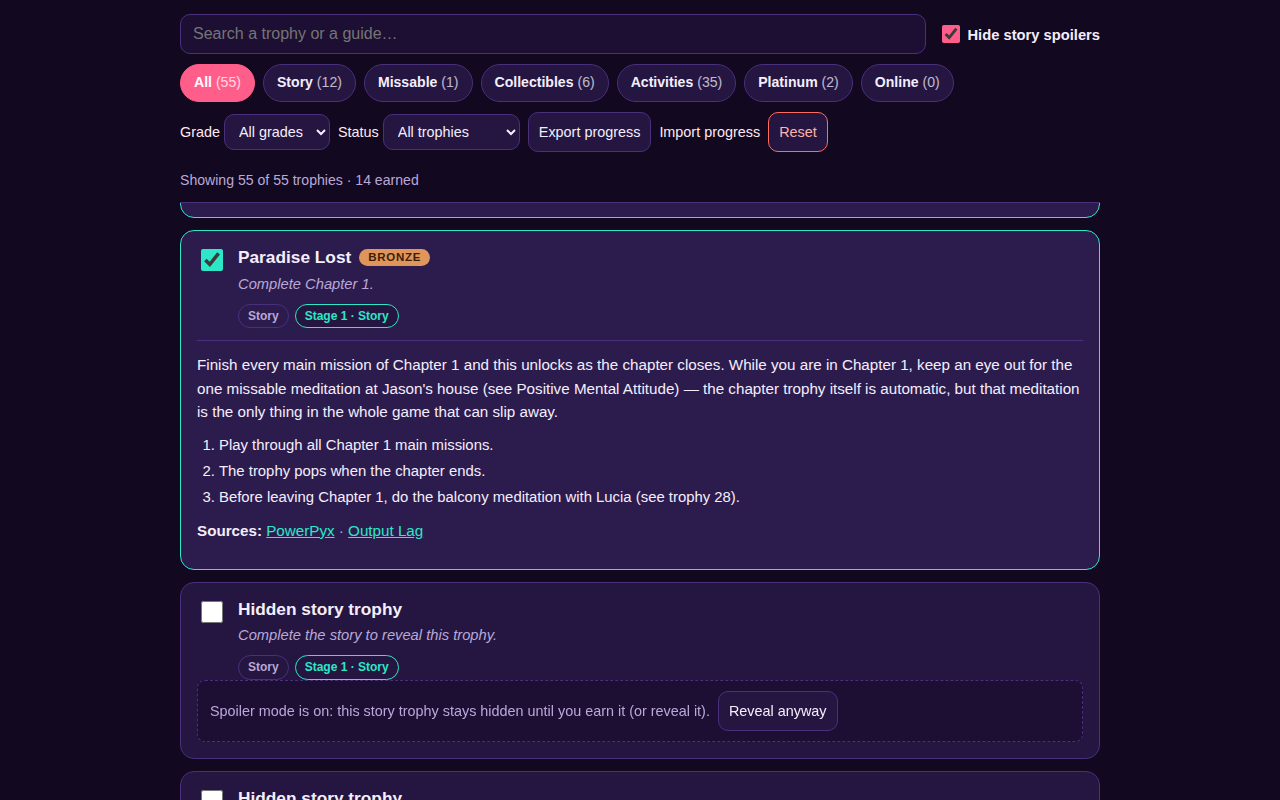 Search a trophy or a guide…
Hide story spoilers
All (55)
Story (12)
Missable (1)
Collectibles (6)
Activities (35)
Platinum (2)
Online (0)
Grade
All grades
Status
All trophies
Export progress
Import progress
Reset
Showing 55 of 55 trophies · 14 earned
Paradise Lost
BRONZE
Complete Chapter 1.
Story
Stage 1 · Story
Finish every main mission of Chapter 1 and this unlocks as the chapter closes. While you are in Chapter 1, keep an eye out for the
one missable meditation at Jason's house (see Positive Mental Attitude) — the chapter trophy itself is automatic, but that meditation
is the only thing in the whole game that can slip away.
1. Play through all Chapter 1 main missions.
2. The trophy pops when the chapter ends.
3. Before leaving Chapter 1, do the balcony meditation with Lucia (see trophy 28).
Sources: PowerPyx · Output Lag
Hidden story trophy
Complete the story to reveal this trophy.
Story
Stage 1 · Story
Spoiler mode is on: this story trophy stays hidden until you earn it (or reveal it).
Reveal anyway
Hidden story trophy